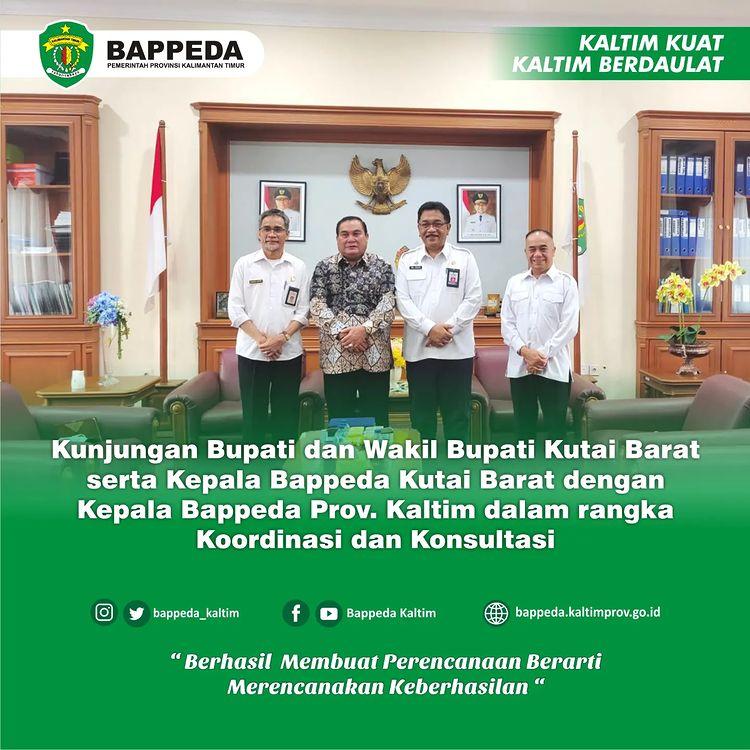 BAPPEDA
PEMERINTAH PROVINSI KALIMANTAN TIMUR
KALTIM KUAT
KALTIM BERDAULAT
Kunjungan Bupati dan Wakil Bupati Kutai Barat
serta Kepala Bappeda Kutai Barat dengan
Kepala Bappeda Prov. Kaltim dalam rangka
Koordinasi dan Konsultasi
bappeda_kaltim
Bappeda Kaltim
bappeda.kaltimprov.go.id
“ Berhasil Membuat Perencanaan Berarti
Merencanakan Keberhasilan “